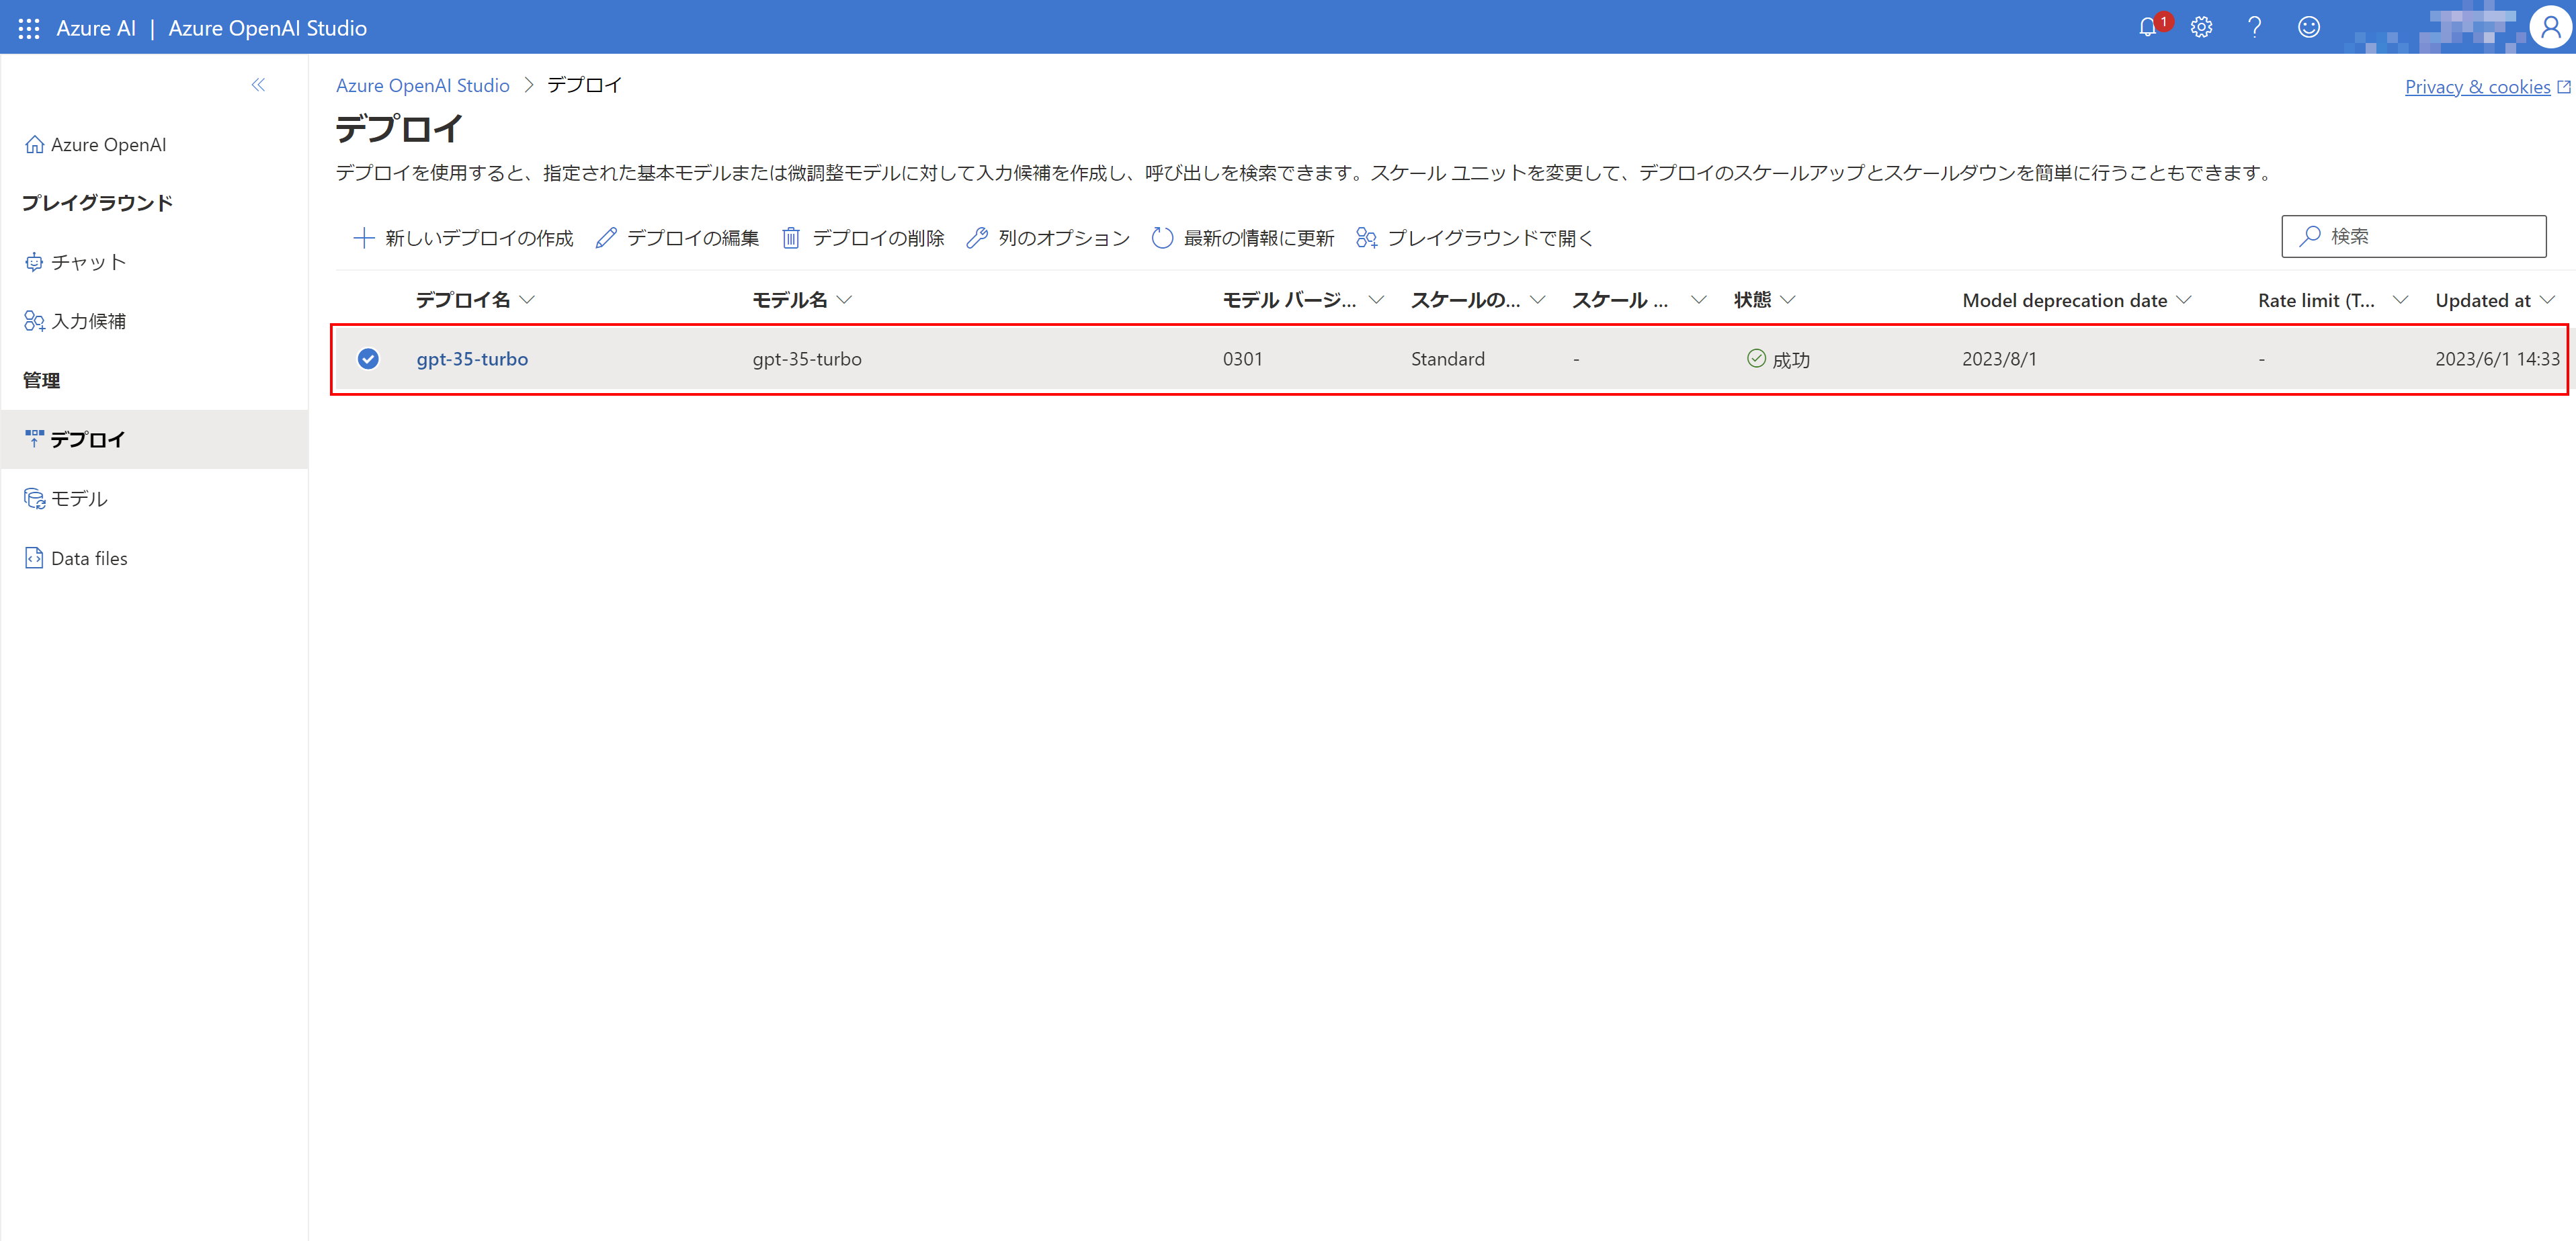 Azure AI | Azure OpenAI Studio
1
Azure OpenAI Studio > デプロイ
Privacy & cookies
デプロイ
デプロイを使用すると、指定された基本モデルまたは微調整モデルに対して入力候補を作成し、呼び出しを検索できます。スケール ユニットを変更して、デプロイのスケールアップとスケールダウンを簡単に行うこともできます。
新しいデプロイの作成 デプロイの編集 デプロイの削除 列のオプション 最新の情報に更新 プレイグラウンドで開く 検索
デプロイ名 モデル名 モデル バージ... スケールの... スケール ... 状態 Model deprecation date Rate limit (T... Updated at
gpt-35-turbo gpt-35-turbo 0301 Standard - 成功 2023/8/1 - 2023/6/1 14:33
Azure OpenAI
プレイグラウンド
チャット
入力候補
管理
デプロイ
モデル
Data files